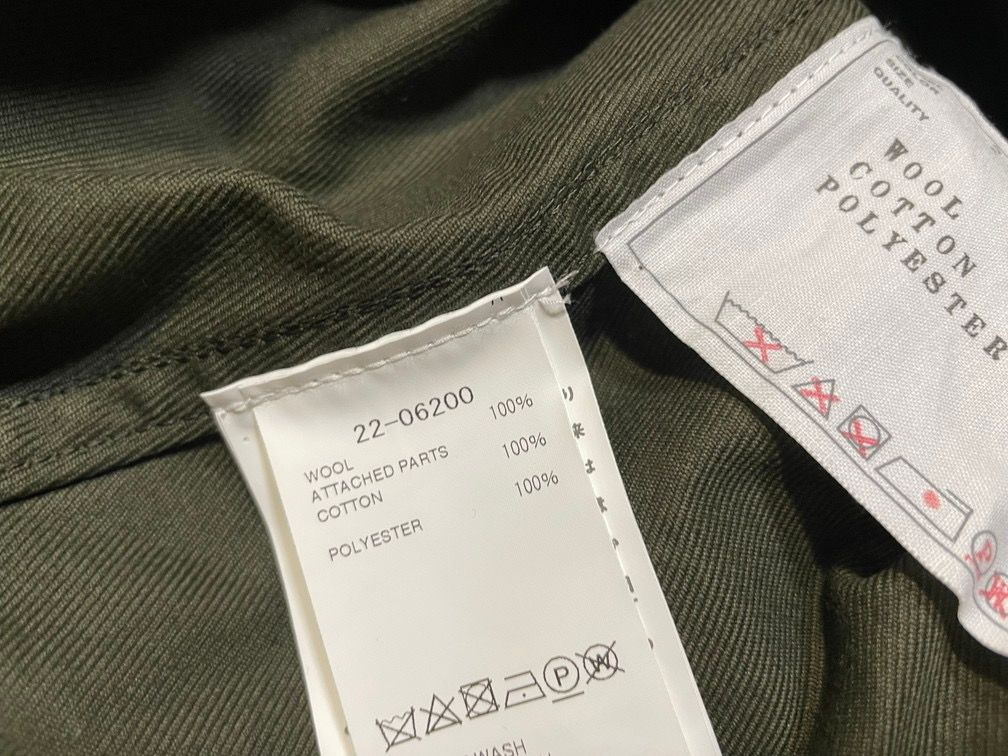 22-06200
WOOL 100%
ATTACHED PARTS
COTTON 100%
POLYESTER 100%
P
W
WASH
QUALITY
WOOL
COTTON
POLYESTER